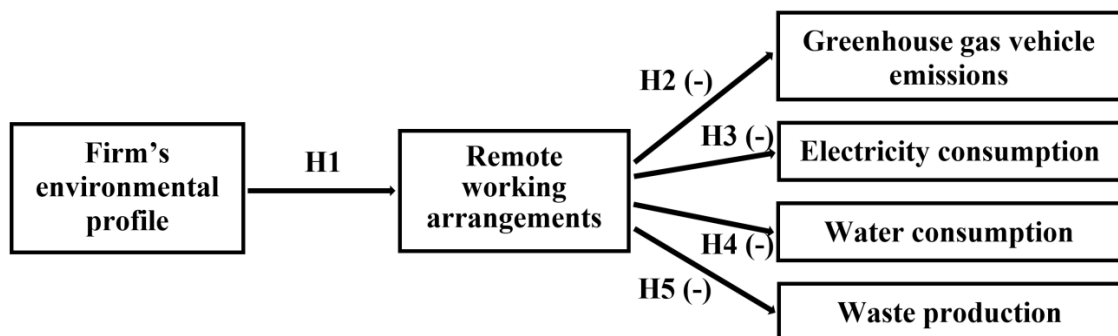 Firm's
environmental
profile
H1
Remote
working
arrangements
H2 (-)
H3 (-)
H4 (-)
H5 (-)
Greenhouse gas vehicle
emissions
Electricity consumption
Water consumption
Waste production